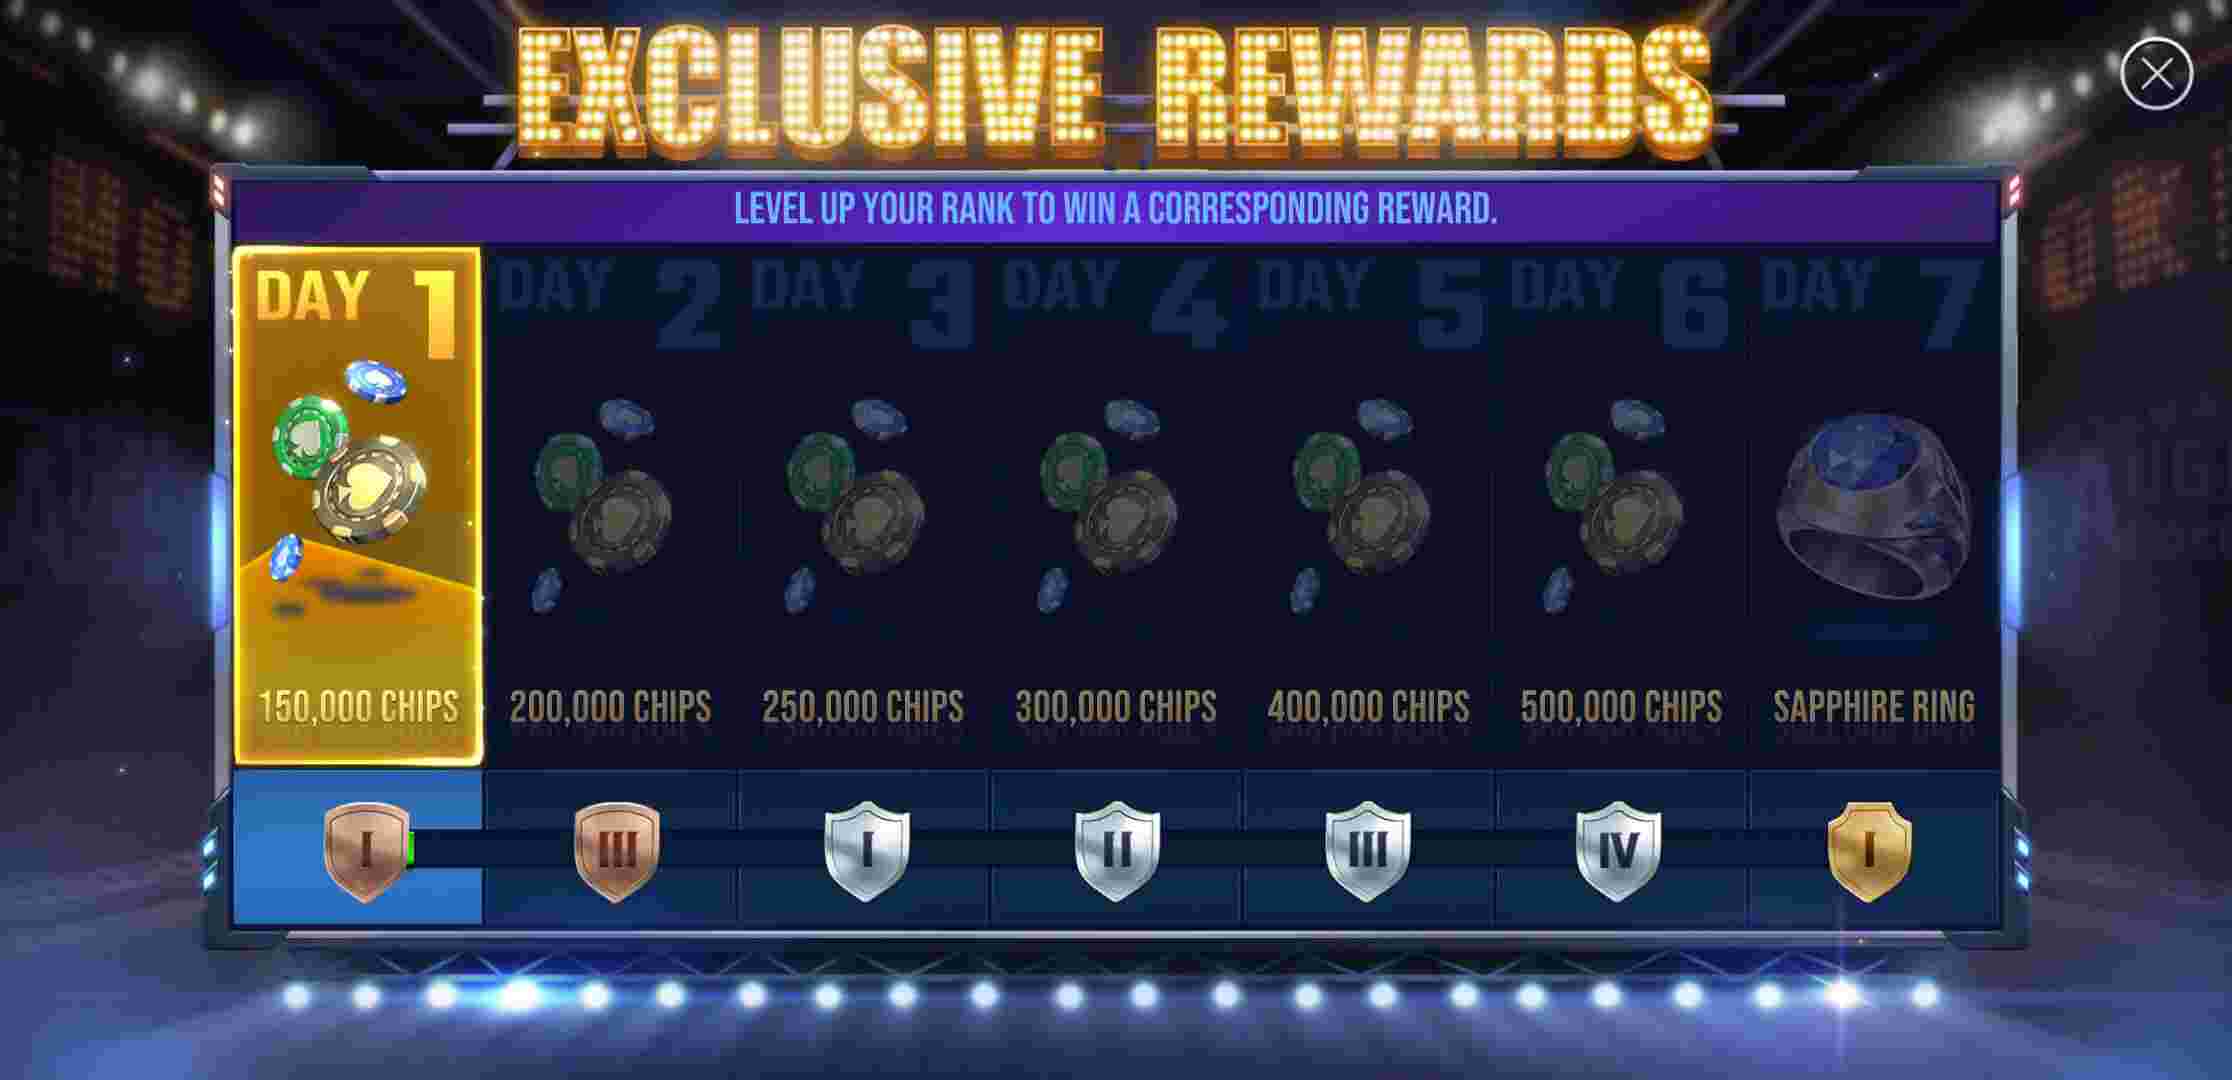 EXCLUSIVE REWARDS
LEVEL UP YOUR RANK TO WIN A CORRESPONDING REWARD.
DAY 1
DAY 2
DAY 3
DAY 4
DAY 5
DAY 6
DAY 7
150,000 CHIPS
200,000 CHIPS
250,000 CHIPS
300,000 CHIPS
400,000 CHIPS
500,000 CHIPS
SAPPHIRE RING
I
III
I
II
III
IV
I